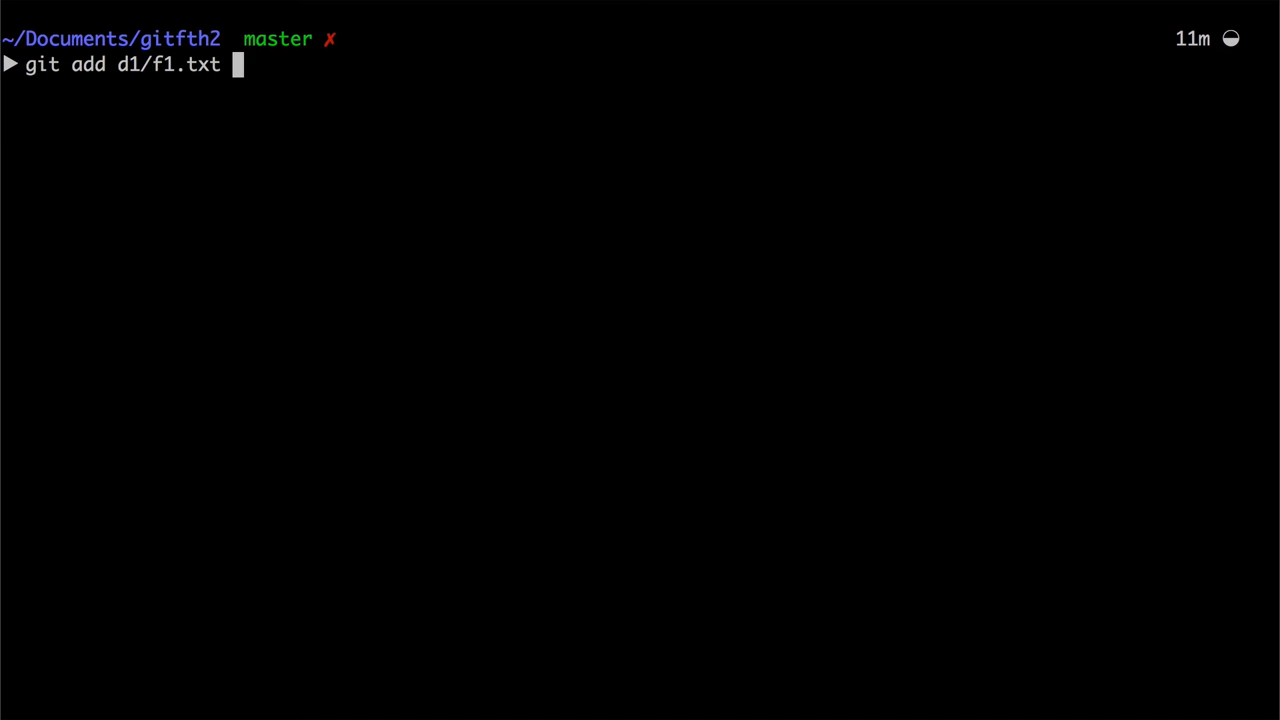 ~/Documents/gitfth2 master ✗ 11m
▶ git add d1/f1.txt